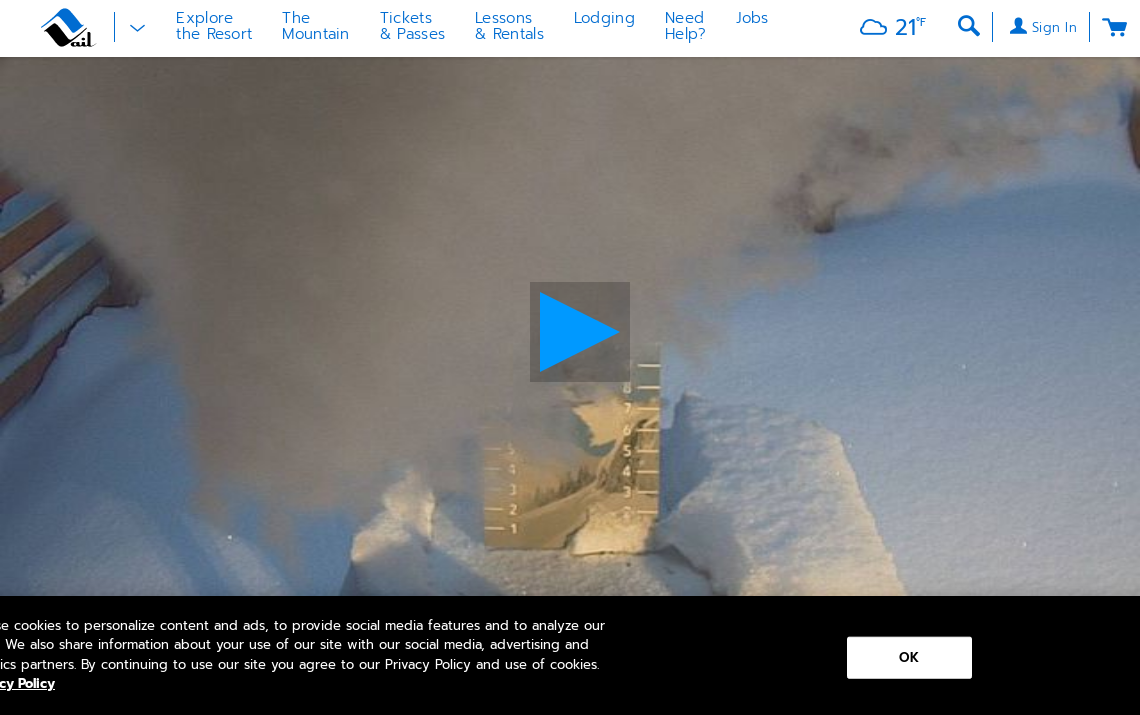 ail
Explore
the Resort
The
Mountain
Tickets
& Passes
Lessons
& Rentals
Lodging
Need
Help?
Jobs
21°F
Sign In
8
7
6
5
4
3
2
5
4
3
2
1
se cookies to personalize content and ads, to provide social media features and to analyze our
We also share information about your use of our site with our social media, advertising and
ics partners. By continuing to use our site you agree to our Privacy Policy and use of cookies.
cy Policy
OK